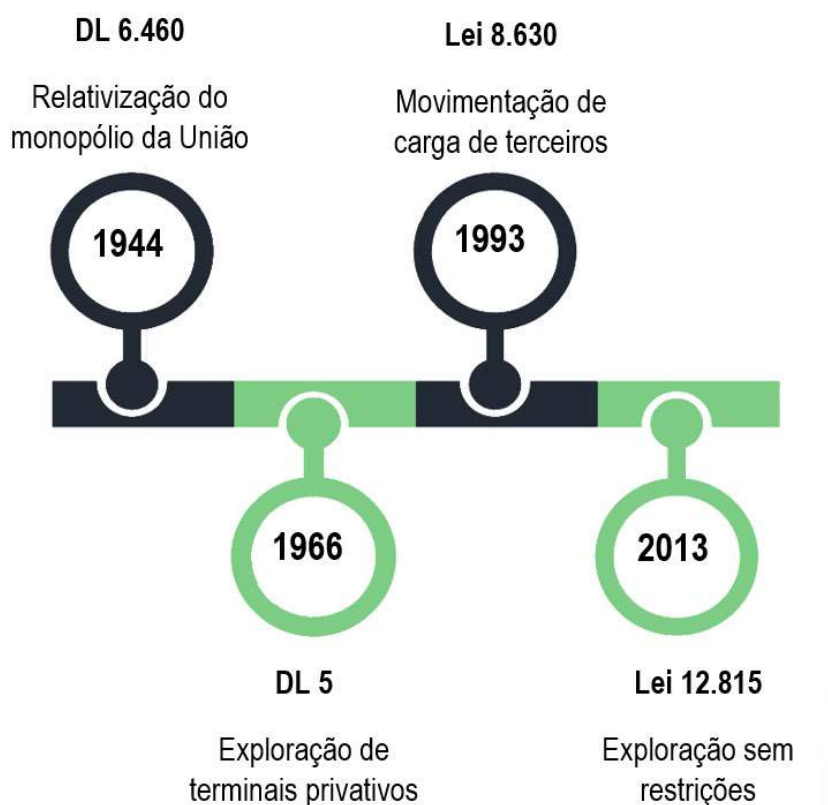 DL 6.460
Relativização do
monopólio da União
1944
Lei 8.630
Movimentação de
carga de terceiros
1993
1966
DL 5
Exploração de
terminais privativos
2013
Lei 12.815
Exploração sem
restrições